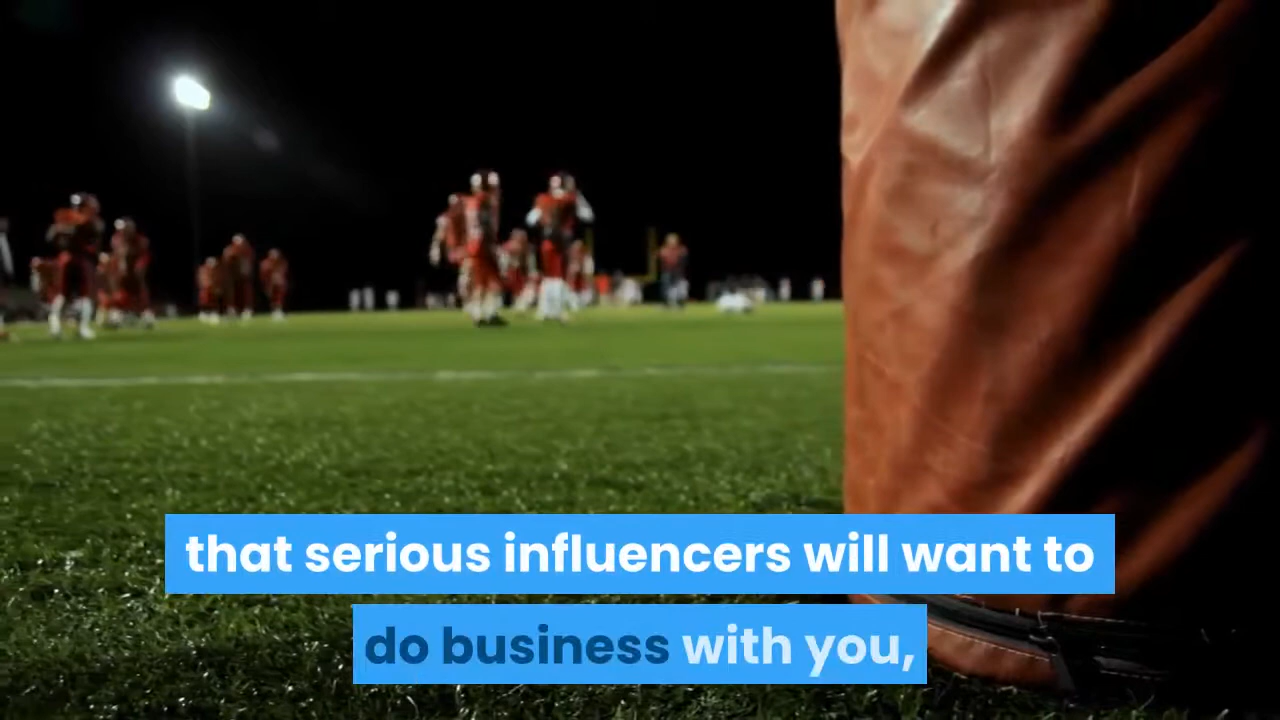 that serious influencers will want to
do business with you,